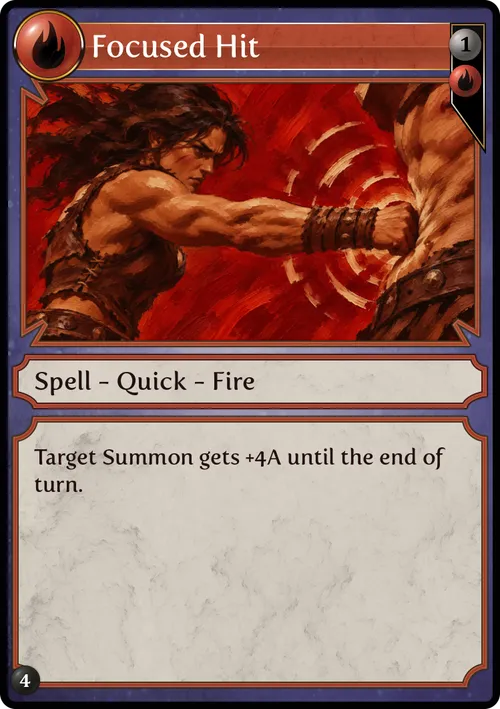 Focused Hit
1
Spell - Quick - Fire
Target Summon gets +4A until the end of
turn.
4